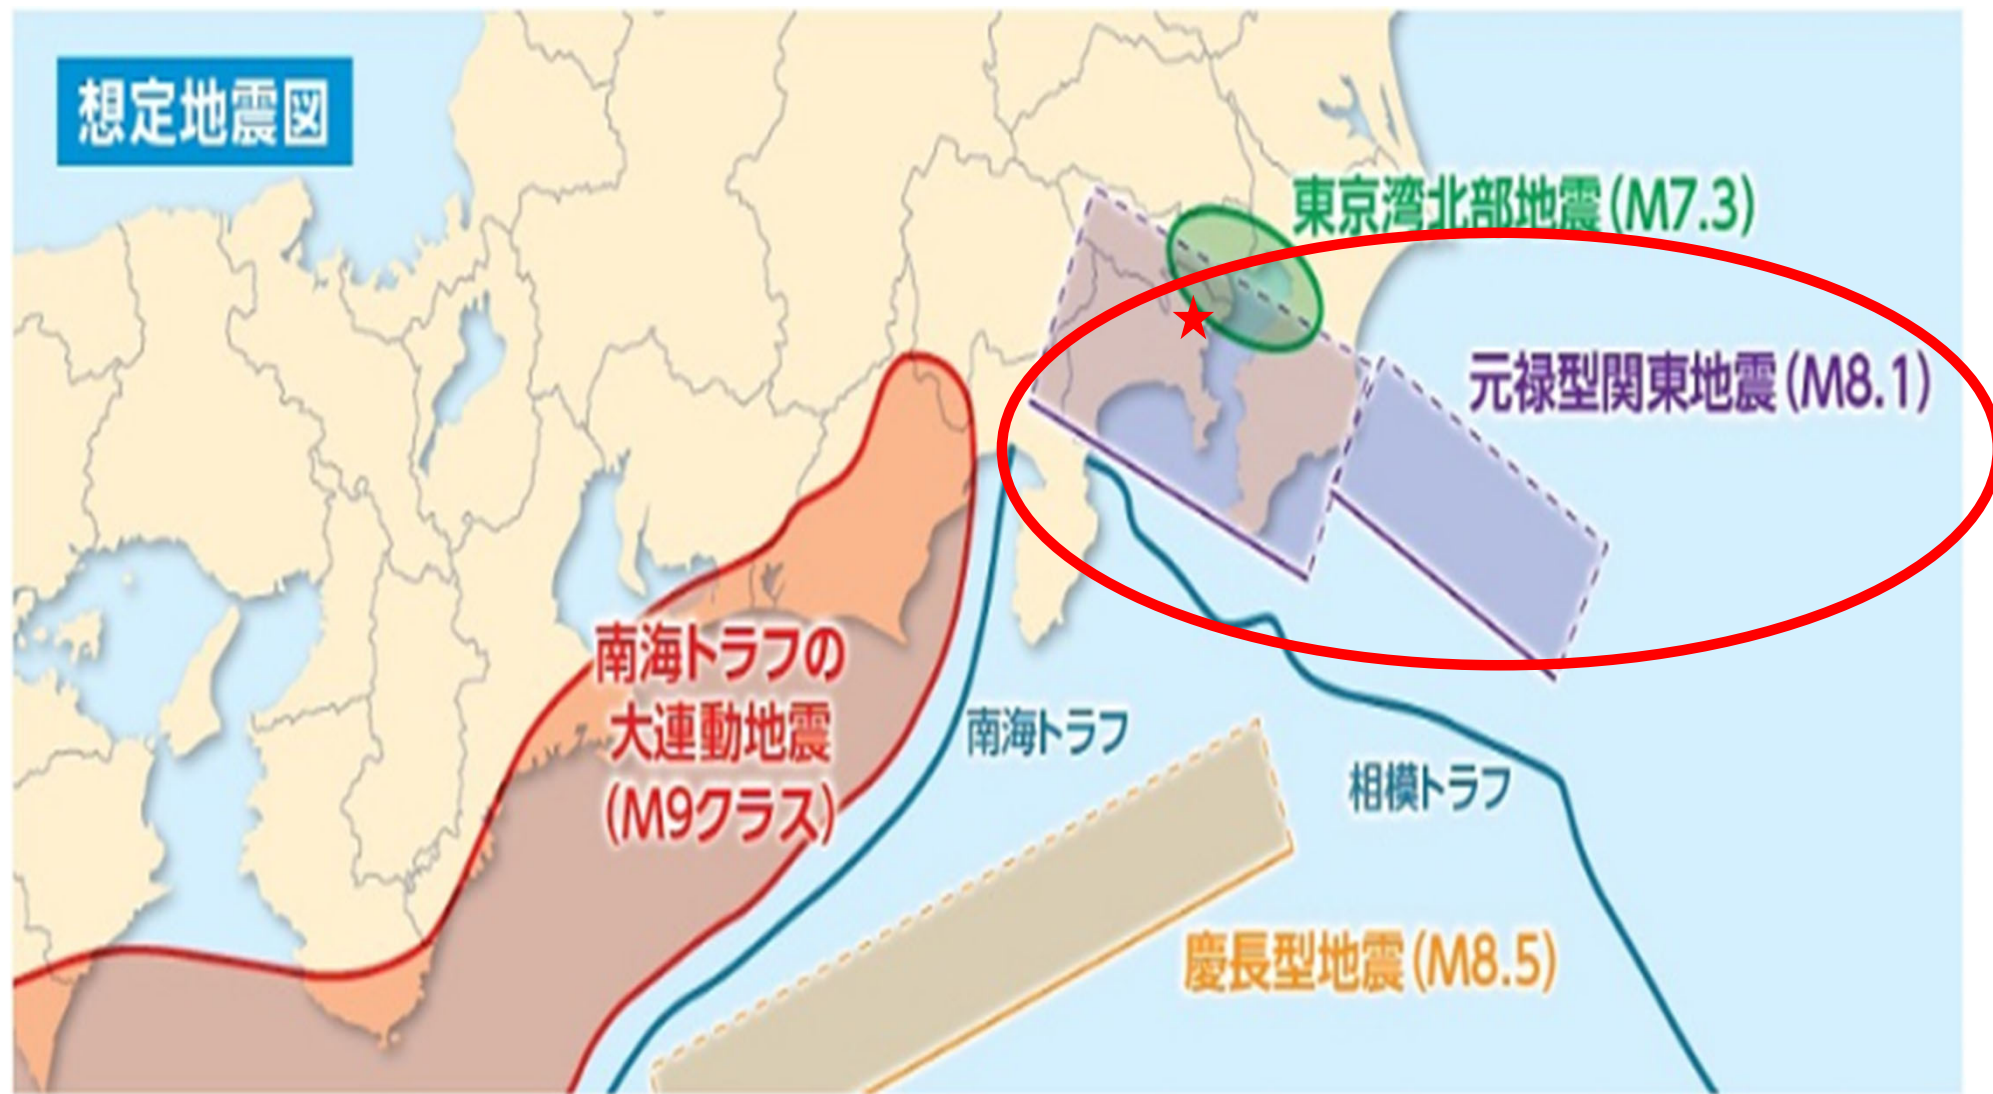 想定地震図
東京湾北部地震(M7.3)
元禄型関東地震(M8.1)
南海トラフの
大連動地震
(M9クラス)
南海トラフ
相模トラフ
慶長型地震(M8.5)